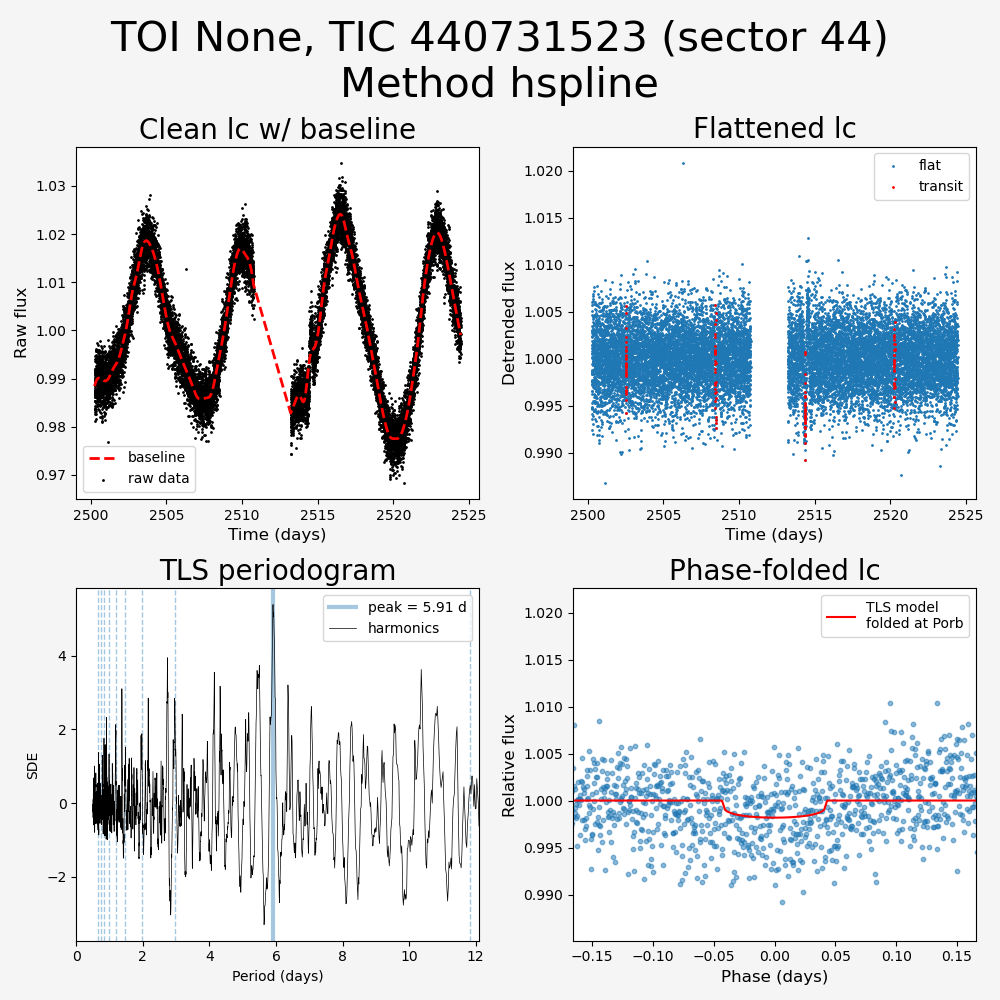 TOI None, TIC 440731523 (sector 44)
Method hspline
Clean lc w/ baseline
1.03
1.02
1.01
1.00
0.99
0.98
0.97
Raw flux
baseline
raw data
2500
2505
2510
2515
2520
2525
Time (days)
Flattened lc
flat
transit
1.020
1.015
1.010
1.005
1.000
0.995
0.990
Detrended flux
2500
2505
2510
2515
2520
2525
Time (days)
TLS periodogram
peak = 5.91 d
harmonics
4
2
0
−2
SDE
0
2
4
6
8
10
12
Period (days)
Phase-folded lc
TLS model
folded at Porb
1.020
1.015
1.010
1.005
1.000
0.995
0.990
Relative flux
−0.15
−0.10
−0.05
0.00
0.05
0.10
0.15
Phase (days)